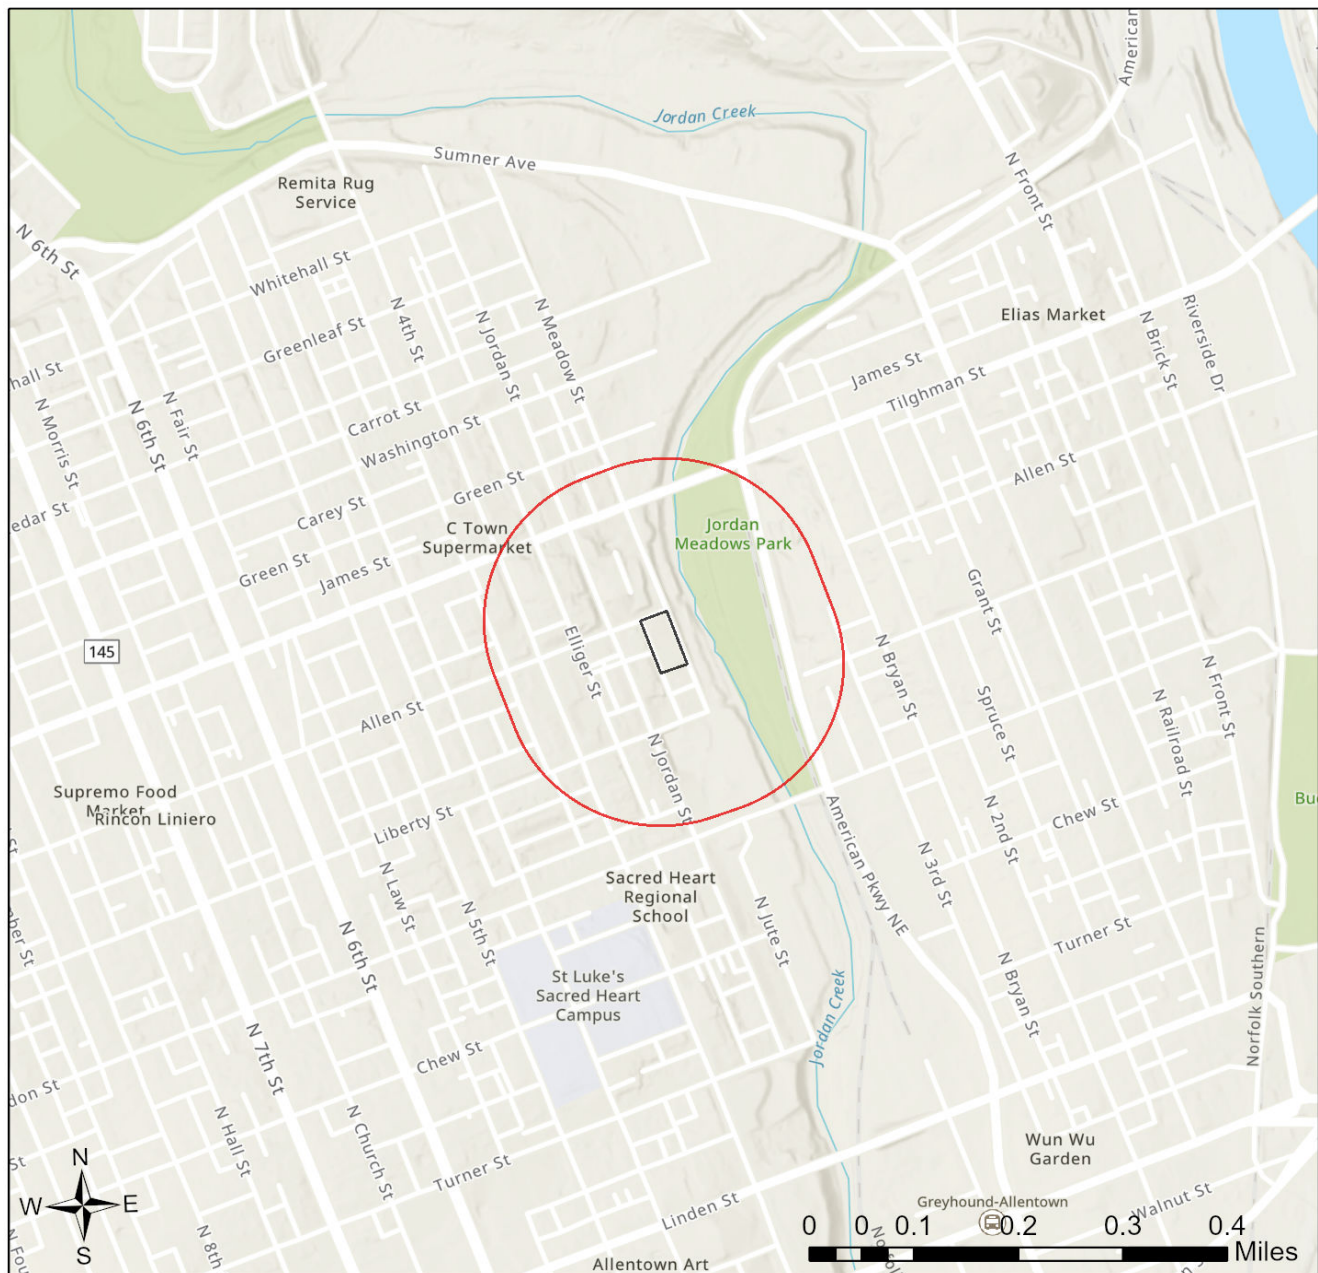 American
Jordan Creek
Sumner Ave
Remita Rug
Service
N Front St
N 6th St
Whitehall St
N 4th St
N Jordan St
N Meadow St
Elias Market
Riverside Dr
N Brick St
Greenleaf St
James St
Tilghman St
hall St
N Morris St
N 6th St
N Fair St
Carrot St
Washington St
Allen St
Green St
Carey St
edar St
C Town
Supermarket
Jordan
Meadows Park
Green St
James St
Grant St
145
Elliger St
N Bryan St
N Front St
Spruce St
N Railroad St
Allen St
N Jordan St
Supremo Food
Market
Rincon Liniero
Liberty St
American Pkwy NE
N 2nd St
Chew St
N 3rd St
N Law St
N 5th St
Sacred Heart
Regional
School
N Jute St
Turner St
N 6th St
St Luke's
Sacred Heart
Campus
Jordan Creek
N Bryan St
Norfolk Southern
N 7th St
Chew St
don St
N Hall St
N Church St
Turner St
Wun Wu
Garden
Linden St
Greyhound-Allentown
Walnut St
N 8th
Allentown Art
N
W E
S
0 0.1 0.2 0.3 0.4
Miles